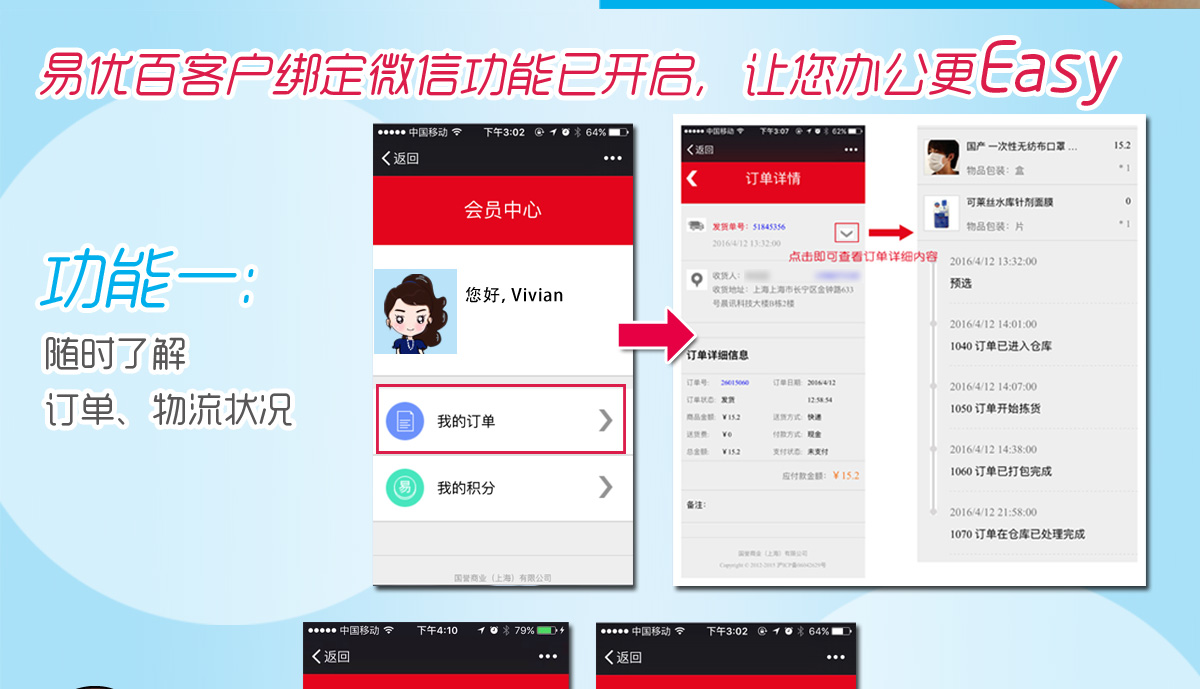 易优百客户绑定微信功能已开启，让您办公更Easy
功能一：
随时了解
订单、物流状况
中国移动 下午3:02 64%
返回
会员中心
您好, Vivian
我的订单
我的积分
国誉商业（上海）有限公司
中国移动 下午3:07 62%
返回
订单详情
发货单号：51845356
2016/4/12 13:32:00
点击即可查看订单详细内容
收货人：
收货地址：上海上海市长宁区金钟路633
号晨讯科技大楼B栋2楼
订单详细信息
订单号： 26015060 订单日期： 2016/4/12
订单状态： 发货 12:58:54
商品金额： ￥15.2 送货方式： 快递
送货费： ￥0 付款方式： 现金
总金额： ￥15.2 支付状态： 未支付
应付款金额：￥15.2
备注：
国誉商业（上海）有限公司
国产 一次性无纺布口罩 ... 15.2
物品包装：盒 * 1
可莱丝水库针剂面膜 0
物品包装：片 * 1
2016/4/12 13:32:00
预选
2016/4/12 14:01:00
1040 订单已进入仓库
2016/4/12 14:07:00
1050 订单开始拣货
2016/4/12 14:38:00
1060 订单已打包完成
2016/4/12 21:58:00
1070 订单在仓库已处理完成
中国移动 下午4:10 79%
返回
中国移动 下午3:02 64%
返回